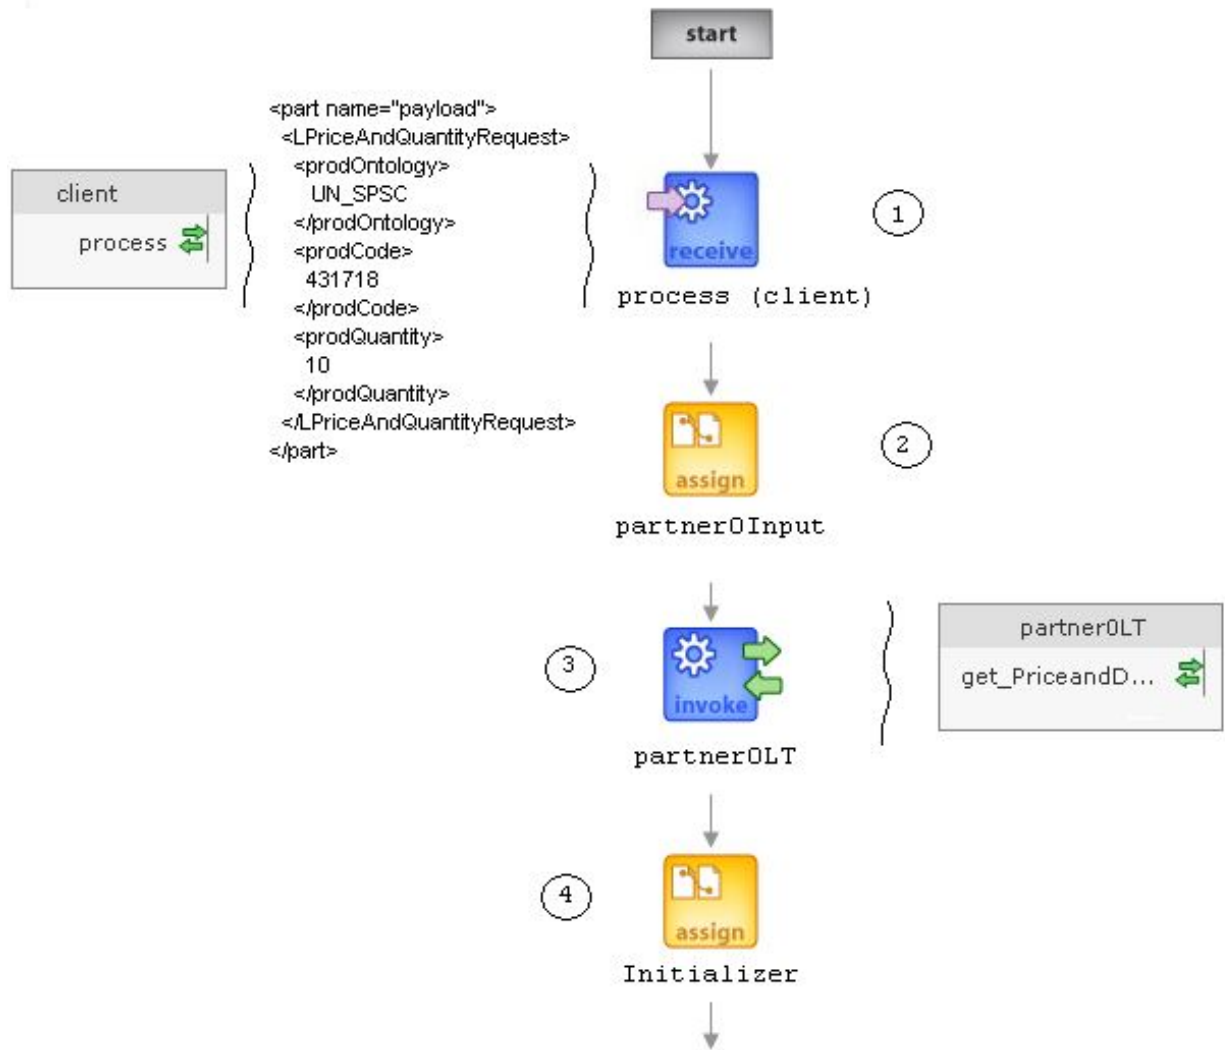 start
<part name="payload">
<LPriceAndQuantityRequest>
<prodOntology>
UN_SPSC
</prodOntology>
<prodCode>
431718
</prodCode>
<prodQuantity>
10
</prodQuantity>
</LPriceAndQuantityRequest>
</part>
client
process
receive
process (client)
1
assign
partner0Input
2
3
invoke
partner0LT
partner0LT
get_PriceandD...
4
assign
Initializer